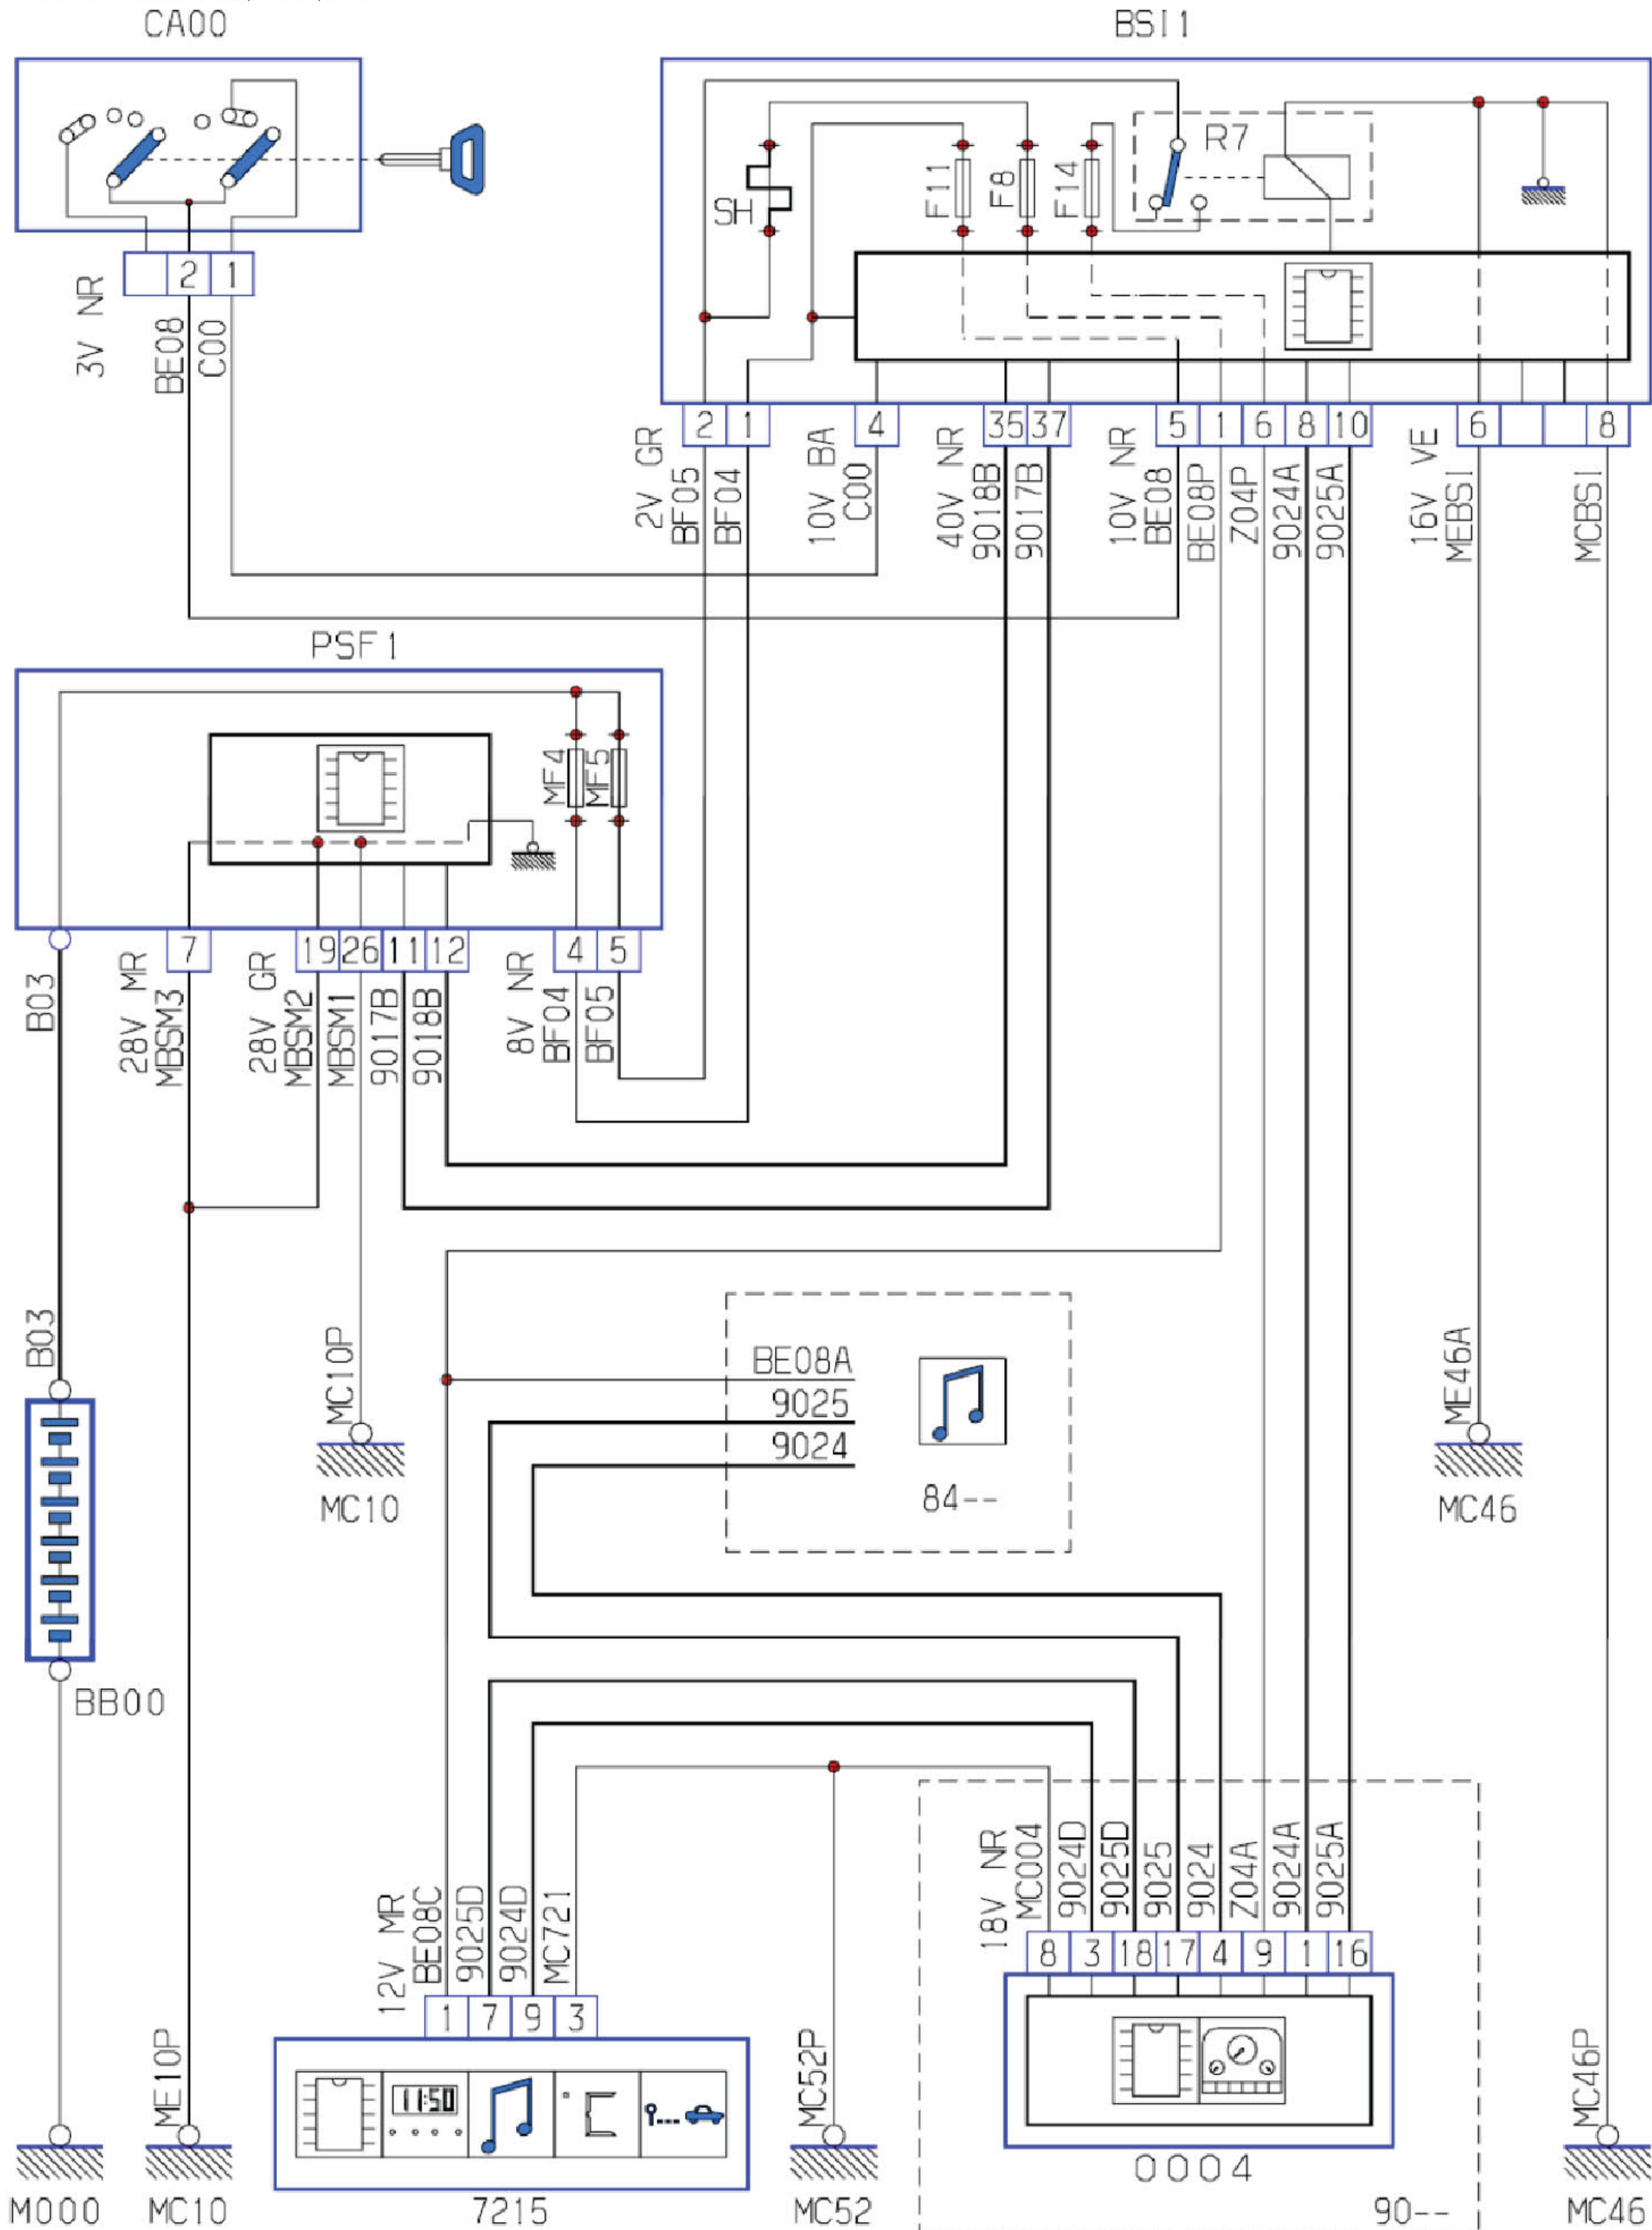 CA00
BSI1
R7
SH
F11
F8
F14
2
1
3V NR
BE08
C00
2
1
4
35
37
5
1
6
8
10
6
8
2V GR
BF05
BF04
10V BA
C00
40V NR
9018B
9017B
10V NR
BE08
BE08P
Z04P
9024A
9025A
16V VE
MEBSI
MCBSI
PSF1
MF4
MF5
7
19
26
11
12
4
5
B03
28V MR
MBSM3
28V GR
MBSM2
MBSM1
9017B
9018B
8V NR
BF04
BF05
B03
MC10P
MC10
BE08A
9025
9024
84--
ME46A
MC46
BB00
12V MR
BE08C
9025D
9024D
MC721
18V NR
MC004
9024D
9025D
9025
9024
Z04A
9024A
9025A
1
7
9
3
8
3
18
17
4
9
1
16
ME10P
MC52P
MC46P
11:50
M000
MC10
7215
MC52
0004
90--
MC46